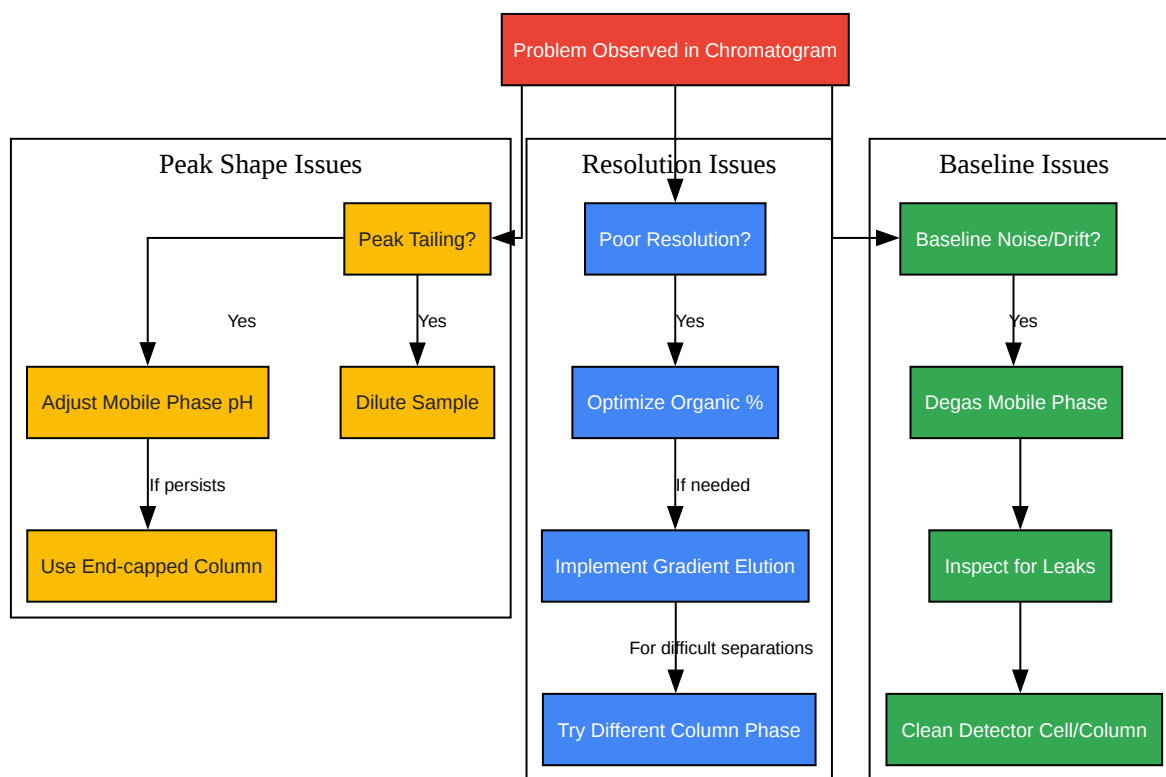 Problem Observed in Chromatogram
Peak Shape Issues
Resolution Issues
Baseline Issues
Peak Tailing?
Poor Resolution?
Baseline Noise/Drift?
Yes
Yes
Yes
Yes
Adjust Mobile Phase pH
Dilute Sample
Optimize Organic %
Degas Mobile Phase
If persists
If needed
Use End-capped Column
Implement Gradient Elution
Inspect for Leaks
For difficult separations
Try Different Column Phase
Clean Detector Cell/Column